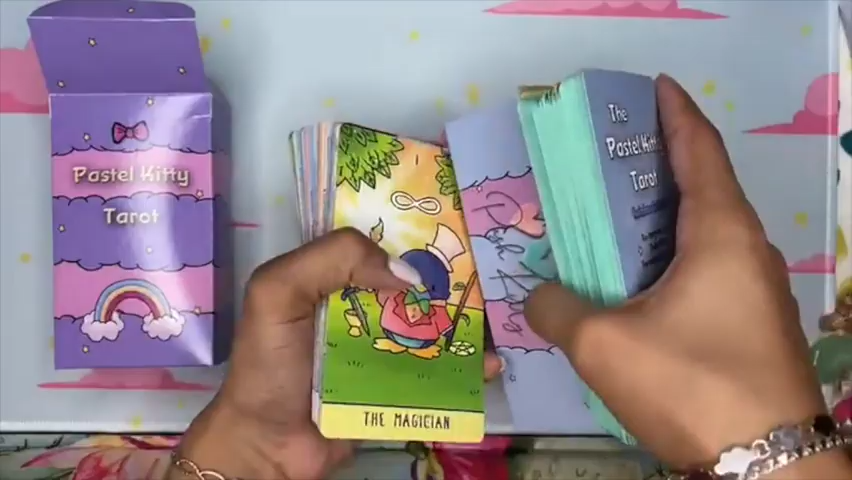 Pastel Kitty
Tarot
I
THE MAGICIAN
The
Pastel Kitty
Tarot